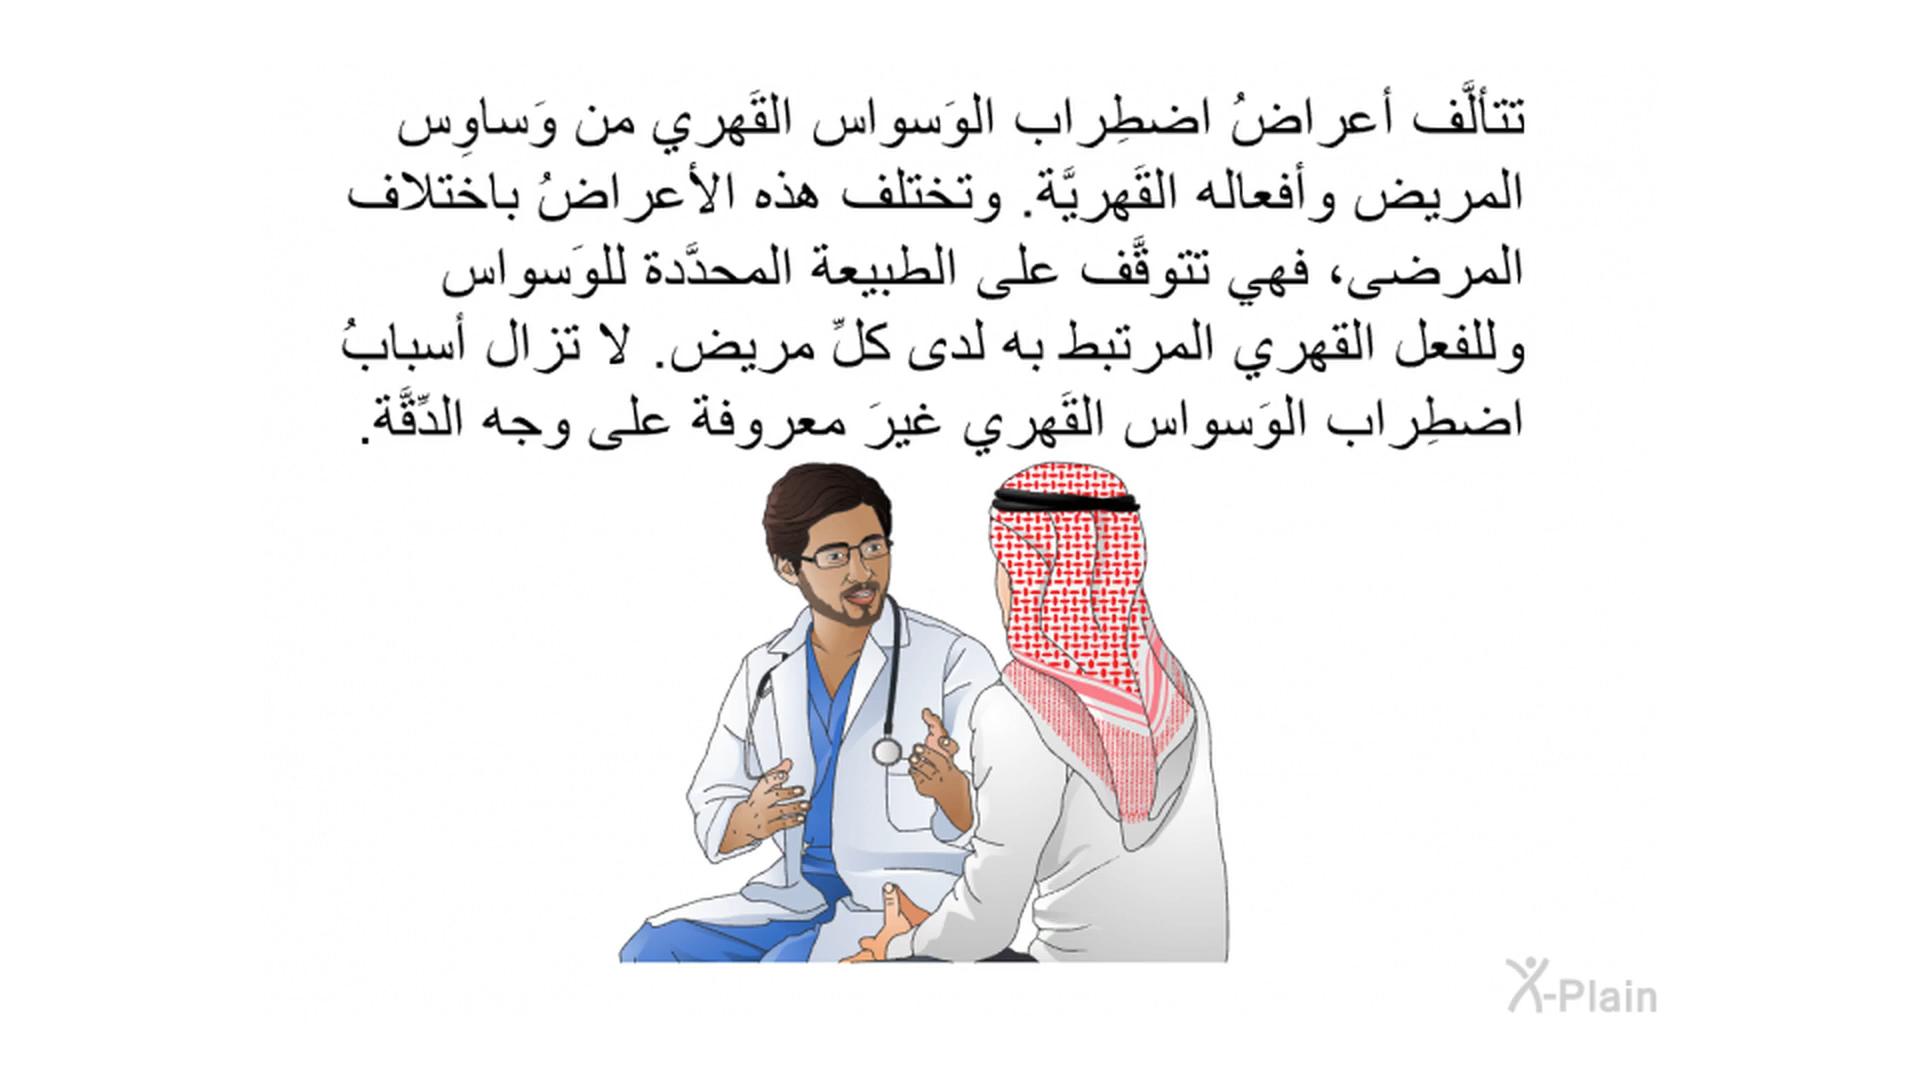 تتألَّف أعراضُ اضطِراب الوَسواس القَهري من وَساوِس
المريض وأفعاله القَهريَّة. وتختلف هذه الأعراضُ باختلاف
المرضى، فهي تتوقَّف على الطبيعة المحدَّدة للوَسواس
وللفعل القهري المرتبط به لدى كلِّ مريض. لا تزال أسبابُ
اضطِراب الوَسواس القَهري غيرَ معروفة على وجه الدِّقَّة.
X-Plain